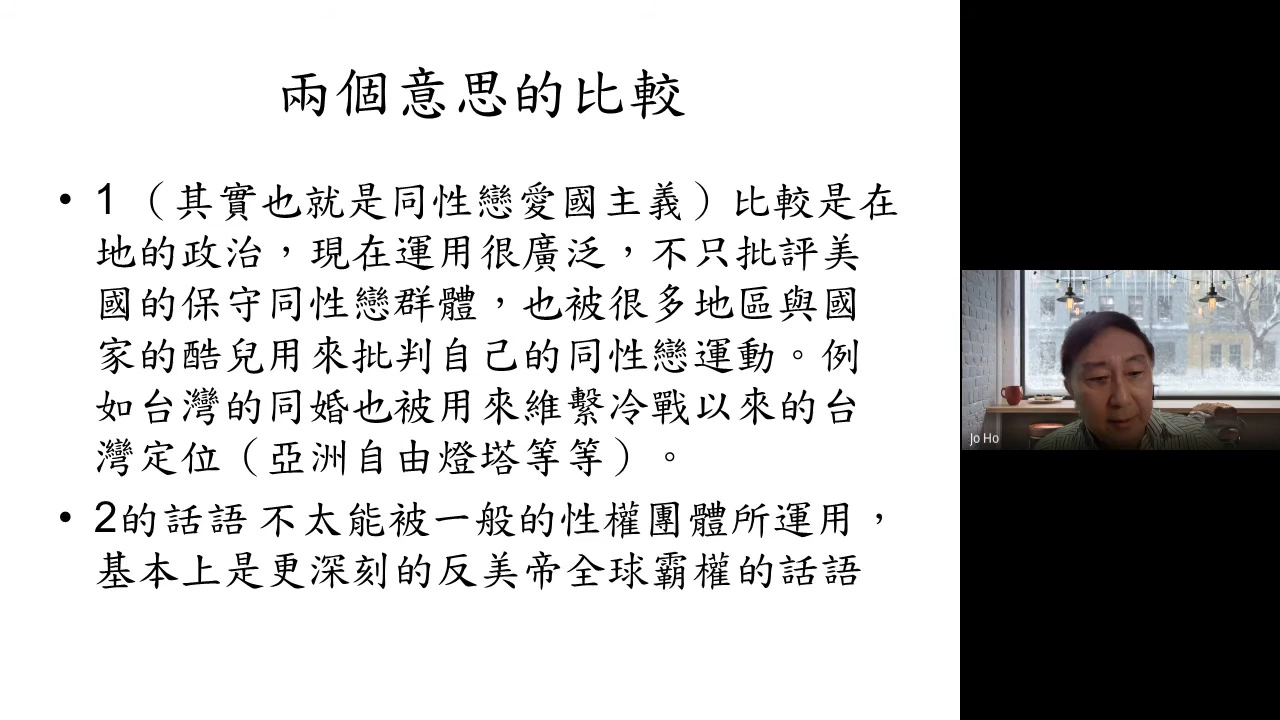 兩個意思的比較
• 1（其實也就是同性戀愛國主義）比較是在
地的政治，現在運用很廣泛，不只批評美
國的保守同性戀群體，也被很多地區與國
家的酷兒用來批判自己的同性戀運動。例
如台灣的同婚也被用來維繫冷戰以來的台
灣定位（亞洲自由燈塔等等）。
• 2的話語 不太能被一般的性權團體所運用，
基本上是更深刻的反美帝全球霸權的話語
Jo Ho